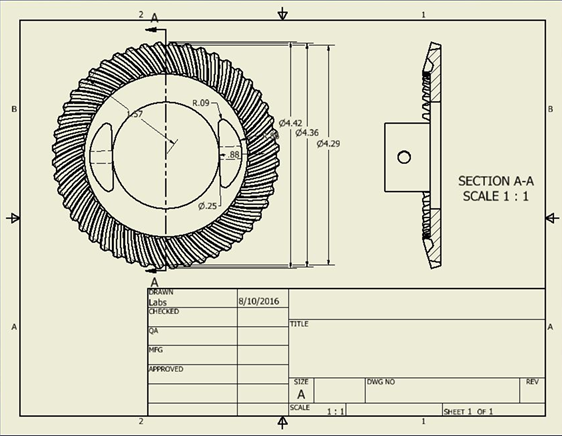 2
1
A
B
B
1.57
R.09
Ø4.42
Ø4.36
Ø4.29
.88
Ø.25
SECTION A-A
SCALE 1 : 1
A
A
A
DRAWN
Labs
8/10/2016
CHECKED
QA
MFG
APPROVED
TITLE
SIZE
A
DWG NO
REV
SCALE
1 : 1
SHEET 1 OF 1
2
1